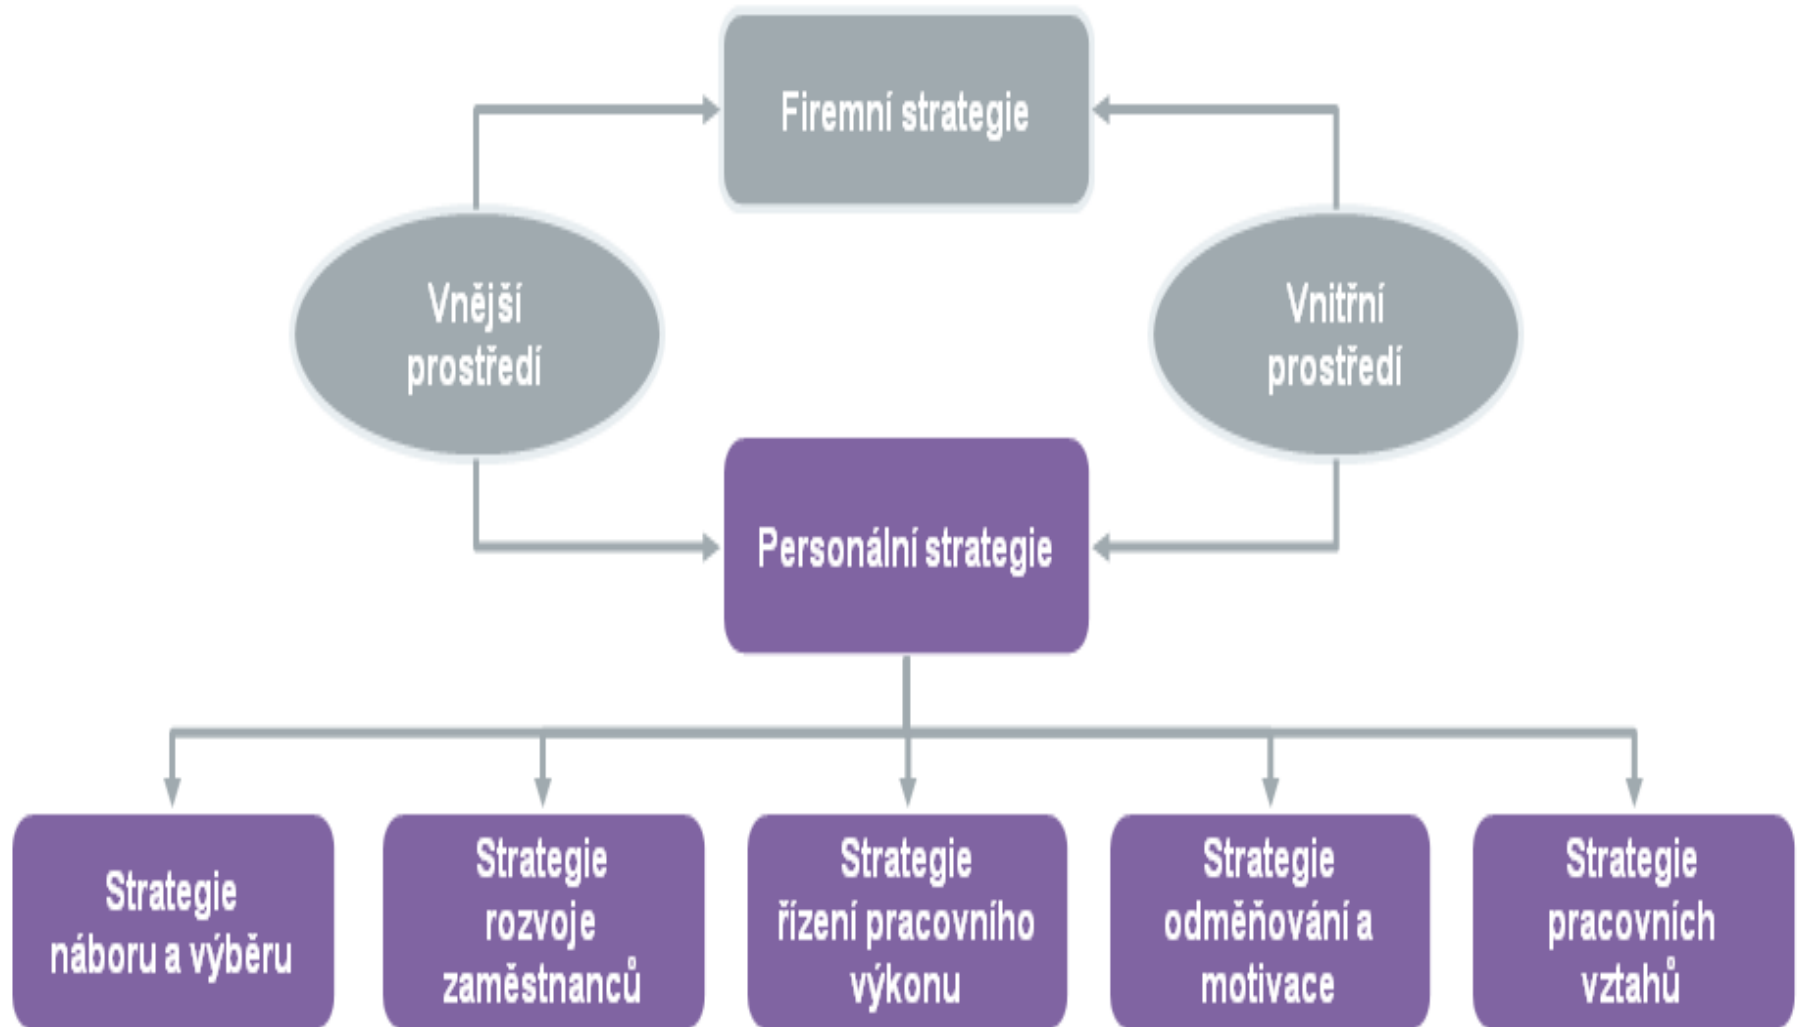 Firemní strategie
Vnější
prostředí
Vnitřní
prostředí
Personální strategie
Strategie
náboru a výběru
Strategie
rozvoje
zaměstnanců
Strategie
řízení pracovního
výkonu
Strategie
odměňování a
motivace
Strategie
pracovních
vztahů